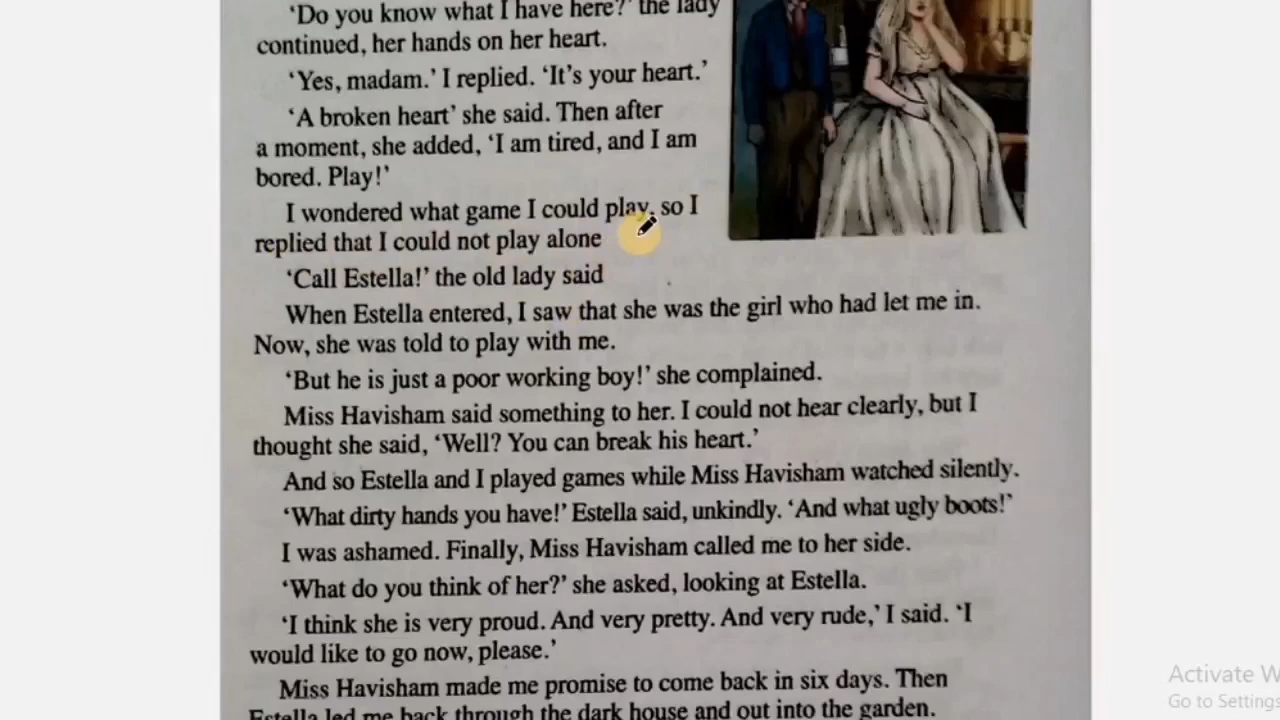 ‘Do you know what I have here?’ the lady
continued, her hands on her heart.
‘Yes, madam.’ I replied. ‘It’s your heart.’
‘A broken heart’ she said. Then after
a moment, she added, ‘I am tired, and I am
bored. Play!’
I wondered what game I could play, so I
replied that I could not play alone
‘Call Estella!’ the old lady said
When Estella entered, I saw that she was the girl who had let me in.
Now, she was told to play with me.
‘But he is just a poor working boy!’ she complained.
Miss Havisham said something to her. I could not hear clearly, but I
thought she said, ‘Well? You can break his heart.’
And so Estella and I played games while Miss Havisham watched silently.
‘What dirty hands you have!’ Estella said, unkindly. ‘And what ugly boots!’
I was ashamed. Finally, Miss Havisham called me to her side.
‘What do you think of her?’ she asked, looking at Estella.
‘I think she is very proud. And very pretty. And very rude,’ I said. ‘I
would like to go now, please.’
Miss Havisham made me promise to come back in six days. Then
Estella led me back through the dark house and out into the garden.
Activate W
Go to Settings